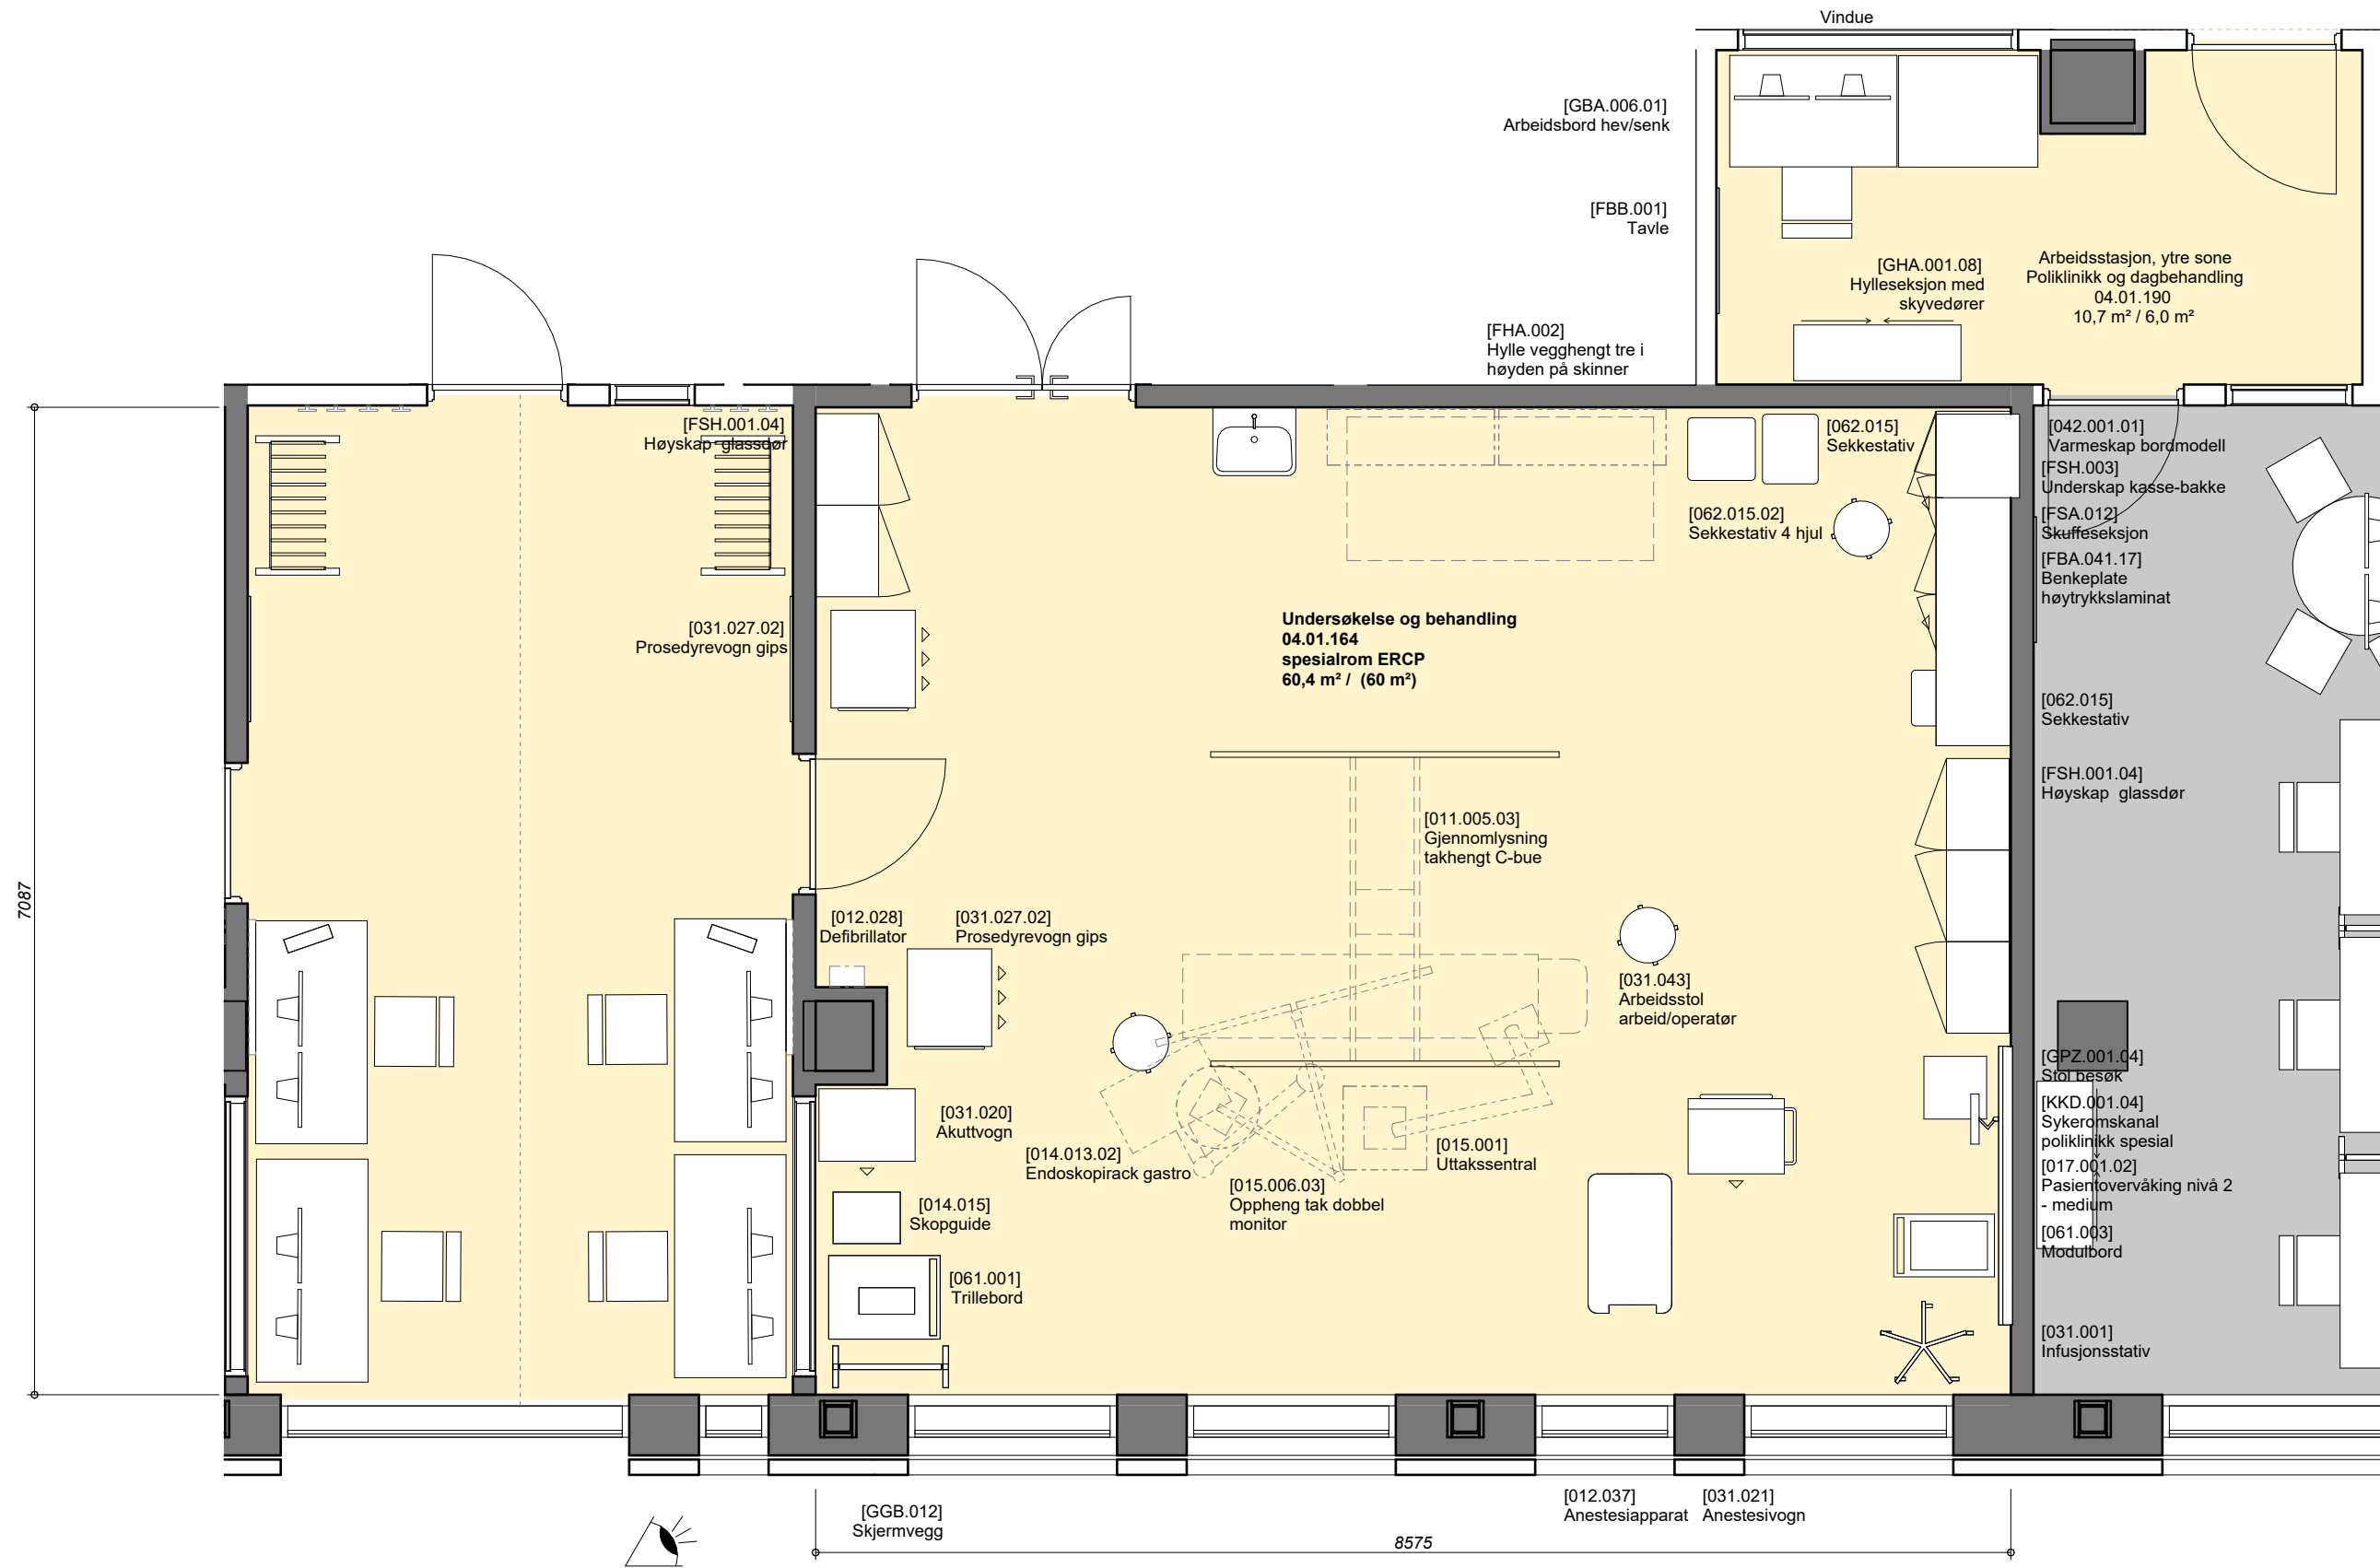 Vindue
[GBA.006.01]
Arbeidsbord hev/senk
[FBB.001]
Tavle
[GHA.001.08]
Hylleseksjon med
skyvedører
Arbeidsstasjon, ytre sone
Poliklinikk og dagbehandling
04.01.190
10,7 m² / 6,0 m²
[FHA.002]
Hylle vegghengt tre i
høyden på skinner
[FSH.001.04]
Høyskap glassdør
[062.015]
Sekkestativ
[042.001.01]
Varmeskap bordmodell
[FSH.003]
Underskap kasse-bakke
[062.015.02]
Sekkestativ 4 hjul
[FSA.012]
Skuffeseksjon
[FBA.041.17]
Benkeplate
høytrykkslaminat
[031.027.02]
Prosedyrevogn gips
Undersøkelse og behandling
04.01.164
spesialrom ERCP
60,4 m² / (60 m²)
[062.015]
Sekkestativ
[FSH.001.04]
Høyskap glassdør
[011.005.03]
Gjennomlysning
takhengt C-bue
7087
[012.028]
Defibrillator
[031.027.02]
Prosedyrevogn gips
[031.043]
Arbeidsstol
arbeid/operatør
[GPZ.001.04]
Stol besøk
[KKD.001.04]
Sykeromskanal
poliklinikk spesial
[017.001.02]
Pasientovervåking nivå 2
- medium
[061.003]
Modulbord
[031.020]
Akuttvogn
[014.013.02]
Endoskopirack gastro
[015.001]
Uttakssentral
[015.006.03]
Oppheng tak dobbel
monitor
[014.015]
Skopguide
[061.001]
Trillebord
[031.001]
Infusjonsstativ
[GGB.012]
Skjermvegg
[012.037]
Anestesiapparat
[031.021]
Anestesivogn
8575